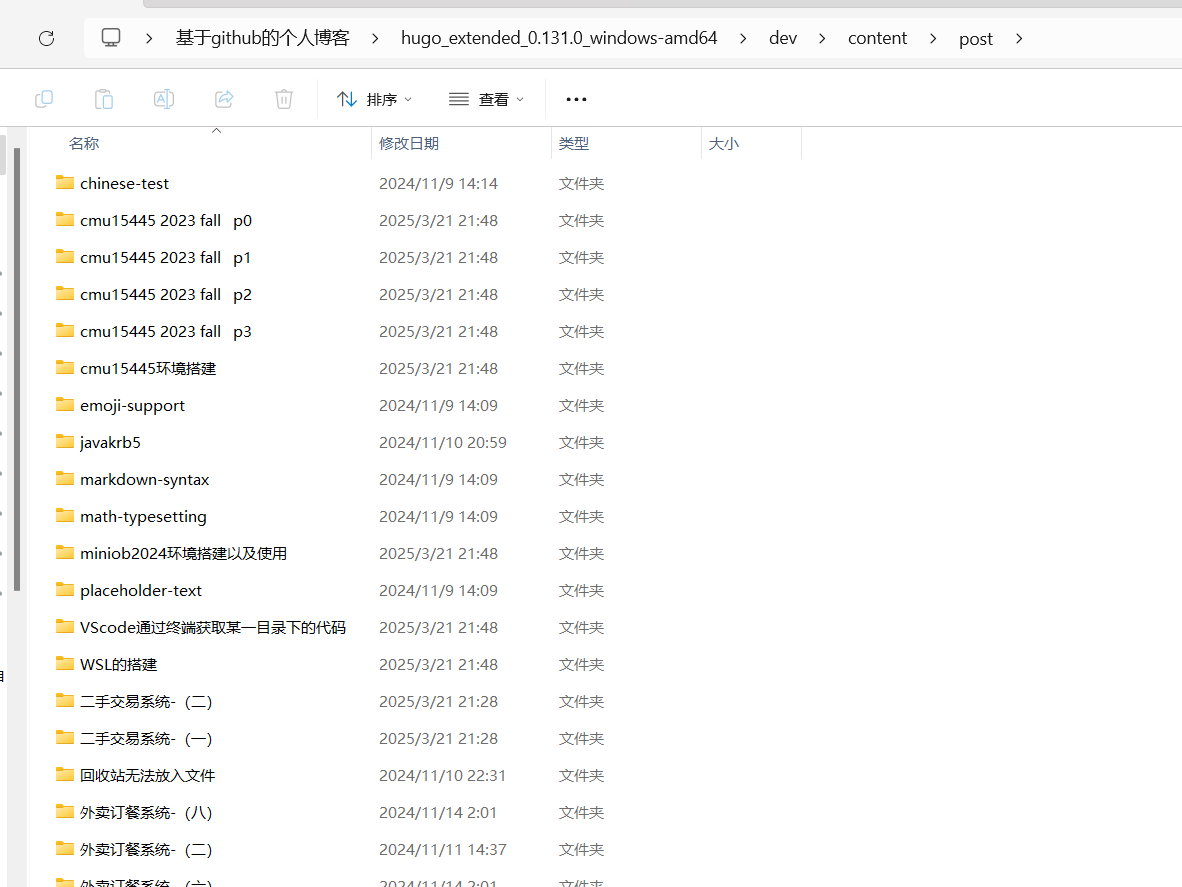 基于github的个人博客 hugo_extended_0.131.0_windows-amd64 dev content post
排序 查看
名称 修改日期 类型 大小
chinese-test 2024/11/9 14:14 文件夹
cmu15445 2023 fall   p0 2025/3/21 21:48 文件夹
cmu15445 2023 fall   p1 2025/3/21 21:48 文件夹
cmu15445 2023 fall   p2 2025/3/21 21:48 文件夹
cmu15445 2023 fall   p3 2025/3/21 21:48 文件夹
cmu15445环境搭建 2025/3/21 21:48 文件夹
emoji-support 2024/11/9 14:09 文件夹
javakrb5 2024/11/10 20:59 文件夹
markdown-syntax 2024/11/9 14:09 文件夹
math-typesetting 2024/11/9 14:09 文件夹
miniob2024环境搭建以及使用 2025/3/21 21:48 文件夹
placeholder-text 2024/11/9 14:09 文件夹
VScode通过终端获取某一目录下的代码 2025/3/21 21:48 文件夹
WSL的搭建 2025/3/21 21:48 文件夹
二手交易系统-（二） 2025/3/21 21:28 文件夹
二手交易系统-（一） 2025/3/21 21:28 文件夹
回收站无法放入文件 2024/11/10 22:31 文件夹
外卖订餐系统-（八） 2024/11/14 2:01 文件夹
外卖订餐系统-（二） 2024/11/11 14:37 文件夹
外卖订餐系统-（六） 2024/11/14 2:01 文件夹